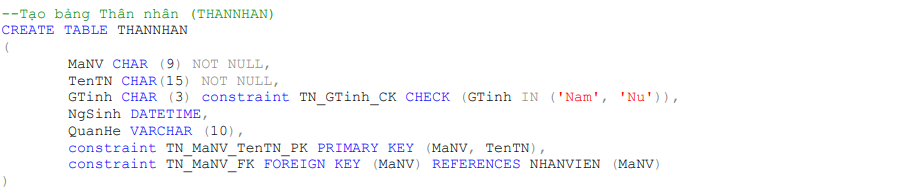 --Tạo bảng Thân nhân (THANNHAN)
CREATE TABLE THANNHAN
(
MaNV CHAR (9) NOT NULL,
TenTN CHAR(15) NOT NULL,
GTinh CHAR (3) constraint TN_GTinh_CK CHECK (GTinh IN ('Nam', 'Nu')),
NgSinh DATETIME,
QuanHe VARCHAR (10),
constraint TN_MaNV_TenTN_PK PRIMARY KEY (MaNV, TenTN),
constraint TN_MaNV_FK FOREIGN KEY (MaNV) REFERENCES NHANVIEN (MaNV)
)